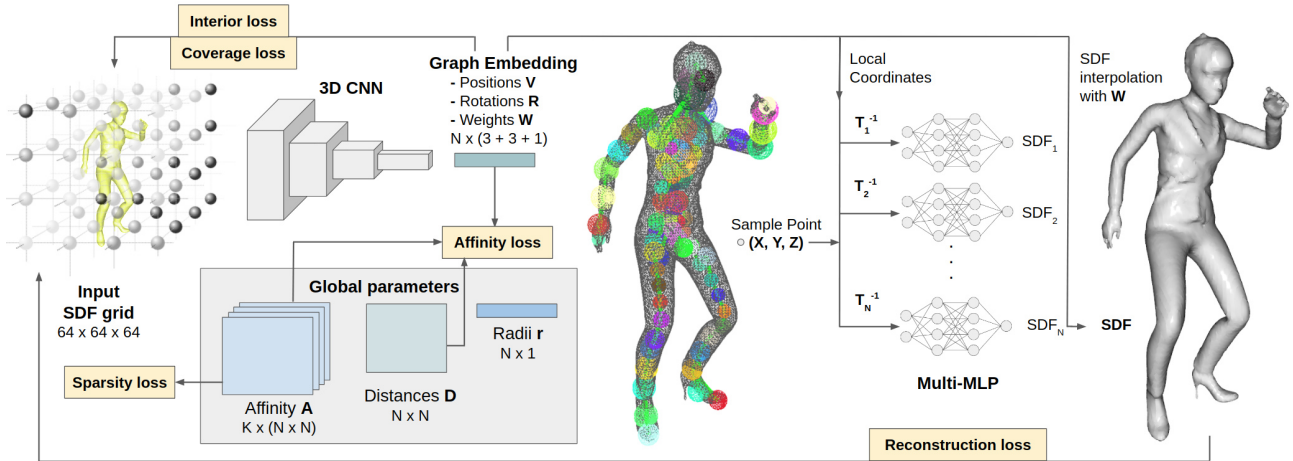 Interior loss
Coverage loss
3D CNN
Graph Embedding
- Positions V
- Rotations R
- Weights W
N x (3 + 3 + 1)
Input
SDF grid
64 x 64 x 64
Affinity loss
Global parameters
Sparsity loss
Affinity A
K x (N x N)
Distances D
N x N
Radii r
N x 1
Sample Point
(X, Y, Z)
Local
Coordinates
T₁⁻¹
SDF₁
T₂⁻¹
SDF₂
.
.
.
T_N⁻¹
SDF_N
Multi-MLP
SDF
interpolation
with W
SDF
Reconstruction loss